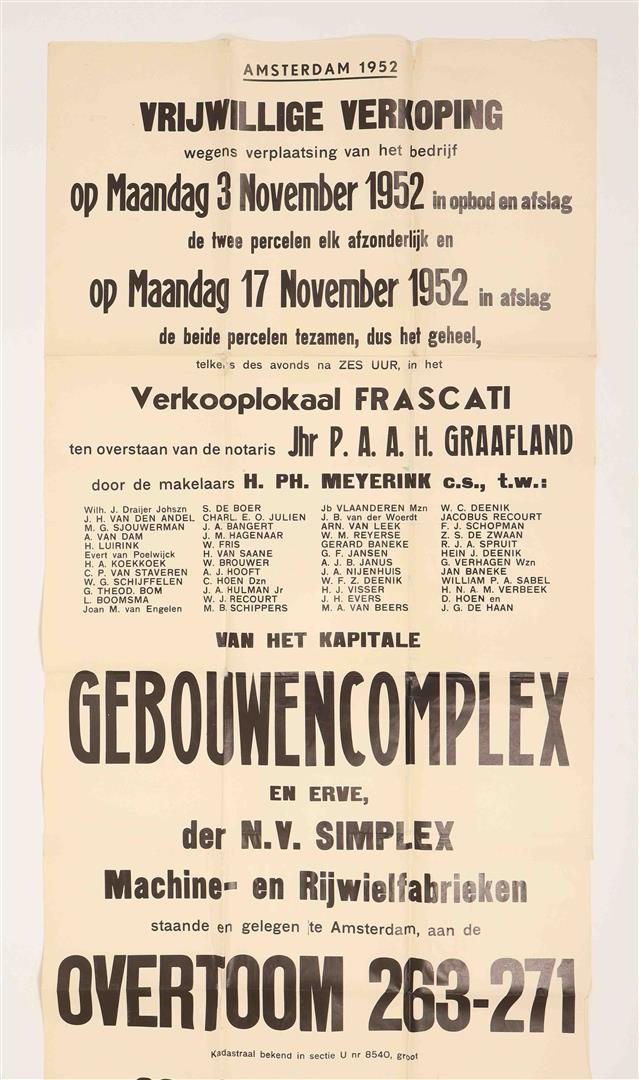 AMSTERDAM 1952
VRIJWILLIGE VERKOPING
wegens verplaatsing van het bedrijf
op Maandag 3 November 1952 in opbod en afslag
de twee percelen elk afzonderlijk en
op Maandag 17 November 1952 in afslag
de beide percelen tezamen, dus het geheel,
telkens des avonds na ZES UUR, in het
Verkooplokaal FRASCATI
ten overstaan van de notaris Jhr P. A. A. H. GRAAFLAND
door de makelaars H. PH. MEYERINK c.s., t.w.:
Wilh. J. Draijer Johszn S. DE BOER Jb VLAANDEREN Mzn W. C. DEENIK
J. H. VAN DEN ANDEL CHARL. E. O. JULIEN J. B. van der Woerdt JACOBUS RECOURT
M. G. SJOUWERMAN J. A. BANGERT ARN. VAN LEEK F. J. SCHOPMAN
A. VAN DAM J. M. HAGENAAR W. M. REYERSE Z. S. DE ZWAAN
H. LUIRINK W. FRIS GERARD BANEKE R. J. A. SPRUIT
Evert van Poelwijck H. VAN SAANE G. F. JANSEN HEIN J. DEENIK
H. A. KOEKKOEK W. BROUWER A. J. B. JANUS G. VERHAGEN Wzn
C. P. VAN STAVEREN A. J. HOOFT J. A. NIJENHUIS JAN BANEKE
W. G. SCHIJFFELEN C. HOEN Dzn W. F. Z. DEENIK WILLIAM P. A. SABEL
G. THEOD. BOM J. A. HULMAN Jr H. J. VISSER H. N. A. M. VERBEEK
L. BOOMSMA W. J. RECOURT J. H. EVERS D. HOEN en
Joan M. van Engelen M. B. SCHIPPERS M. A. VAN BEERS J. G. DE HAAN
VAN HET KAPITALE
GEBOUWENCOMPLEX
EN ERVE,
der N.V. SIMPLEX
Machine- en Rijwielfabrieken
staande en gelegen te Amsterdam, aan de
OVERTOOM 263-271
Kadastraal bekend in sectie U nr 8540, groot